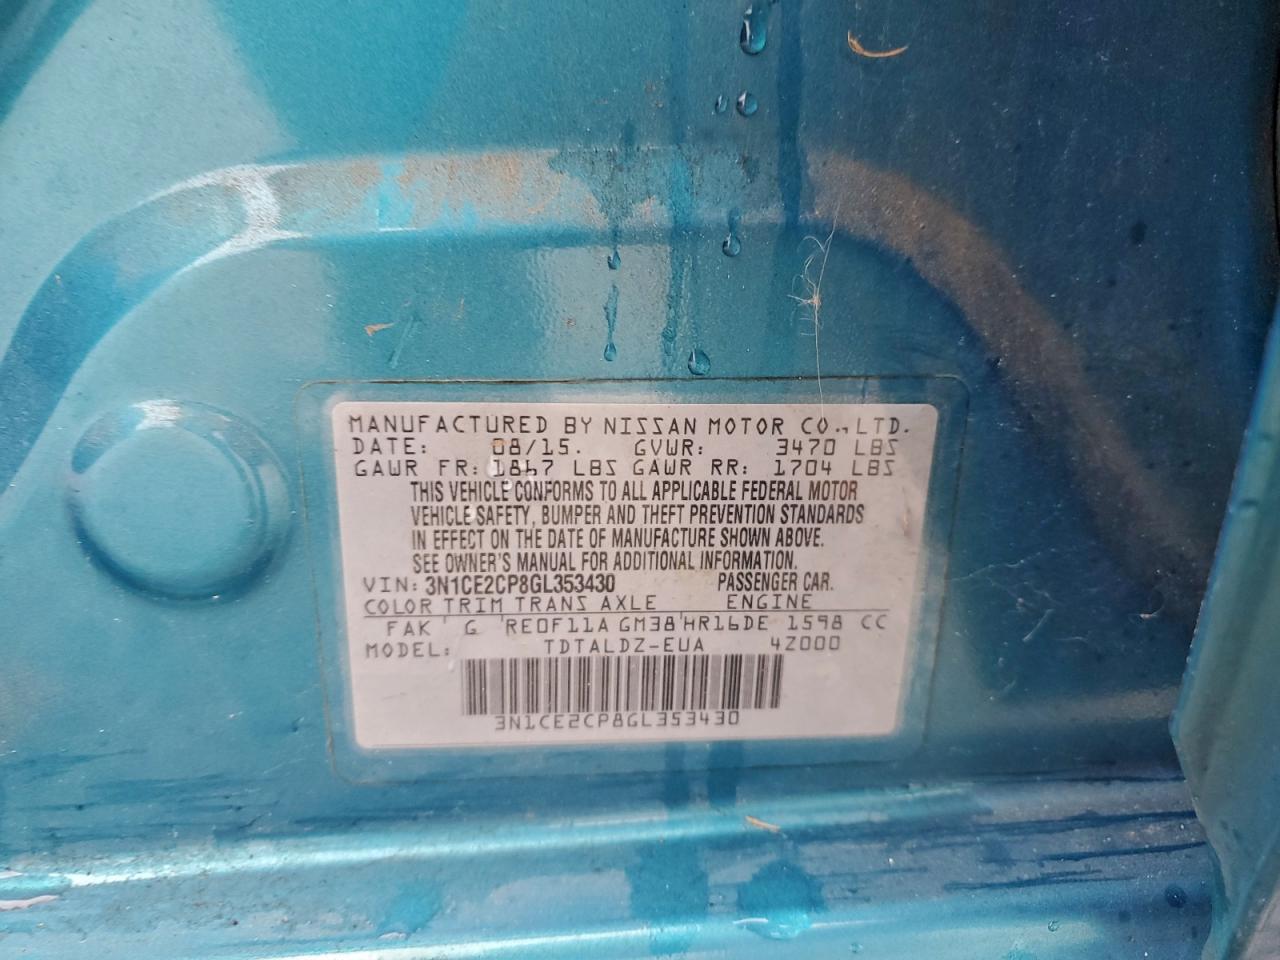 MANUFACTURED BY NISSAN MOTOR CO., LTD.
DATE: 08/15. GVWR: 3470 LBS
GAWR FR: 1867 LBS GAWR RR: 1704 LBS
THIS VEHICLE CONFORMS TO ALL APPLICABLE FEDERAL MOTOR
VEHICLE SAFETY, BUMPER AND THEFT PREVENTION STANDARDS
IN EFFECT ON THE DATE OF MANUFACTURE SHOWN ABOVE.
SEE OWNER'S MANUAL FOR ADDITIONAL INFORMATION.
VIN: 3N1CE2CP8GL353430 PASSENGER CAR.
COLOR TRIM TRANS AXLE ENGINE
FAK G RE0F11A GM38 HR16DE 1598 CC
MODEL: TDTALDZ-EUA 4Z000
3N1CE2CP8GL353430